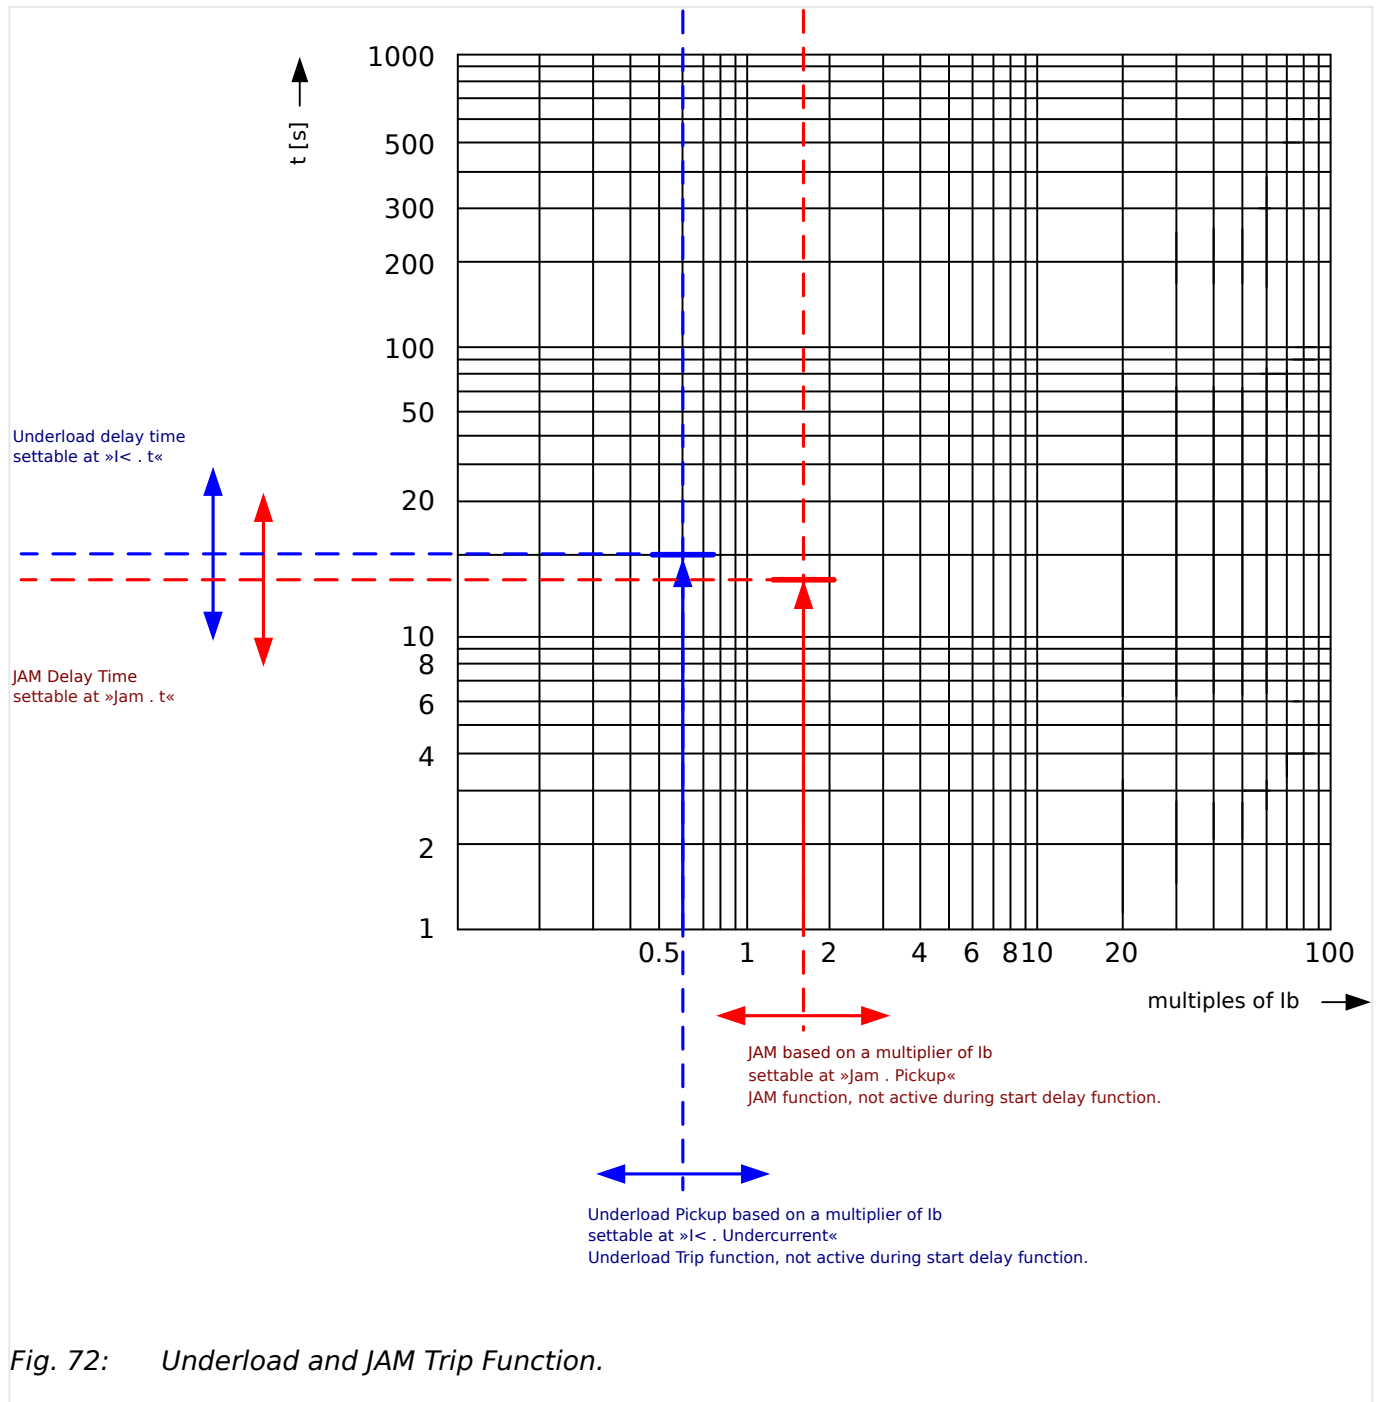 t [s]
1000
500
300
200
100
50
20
10
8
6
4
2
1
Underload delay time
settable at »I< . t«
JAM Delay Time
settable at »Jam . t«
0.5 1 2 4 6 8 10 20 100
multiples of Ib
JAM based on a multiplier of Ib
settable at »Jam . Pickup«
JAM function, not active during start delay function.
Underload Pickup based on a multiplier of Ib
settable at »I< . Undercurrent«
Underload Trip function, not active during start delay function.
Fig. 72: Underload and JAM Trip Function.